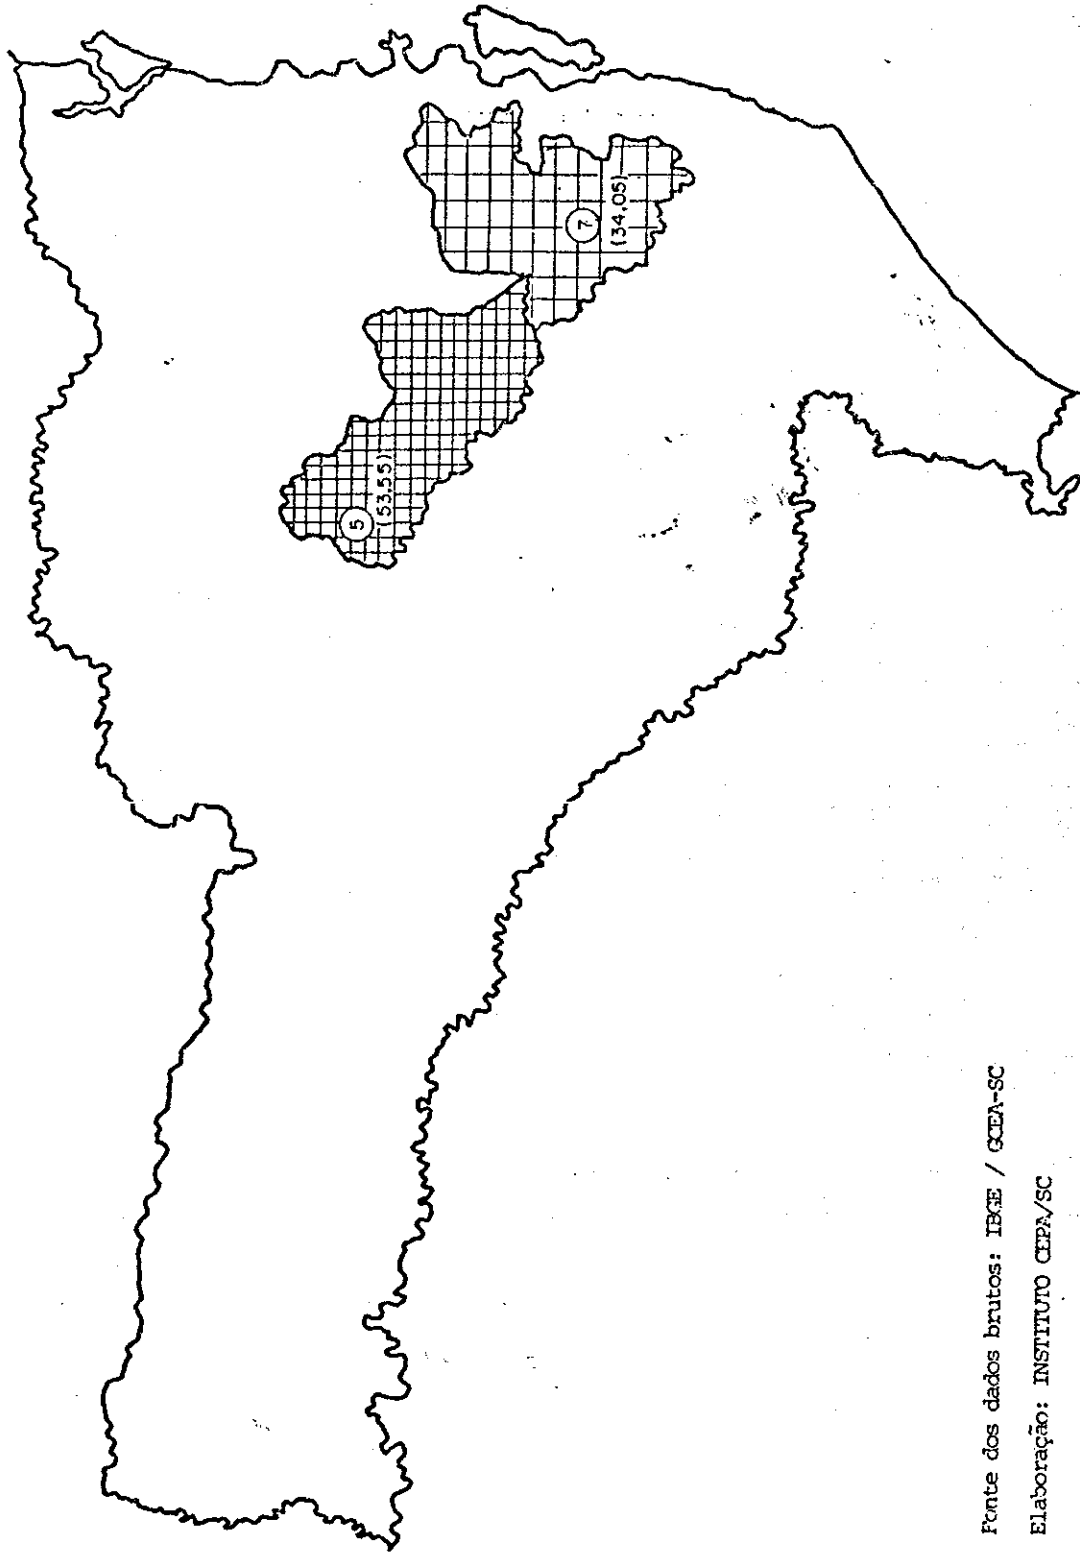 5
(53.55)
7
(34.05)
Fonte dos dados brutos: IBGE / GCEA-SC
Elaboração: INSTITUTO CEPA/SC